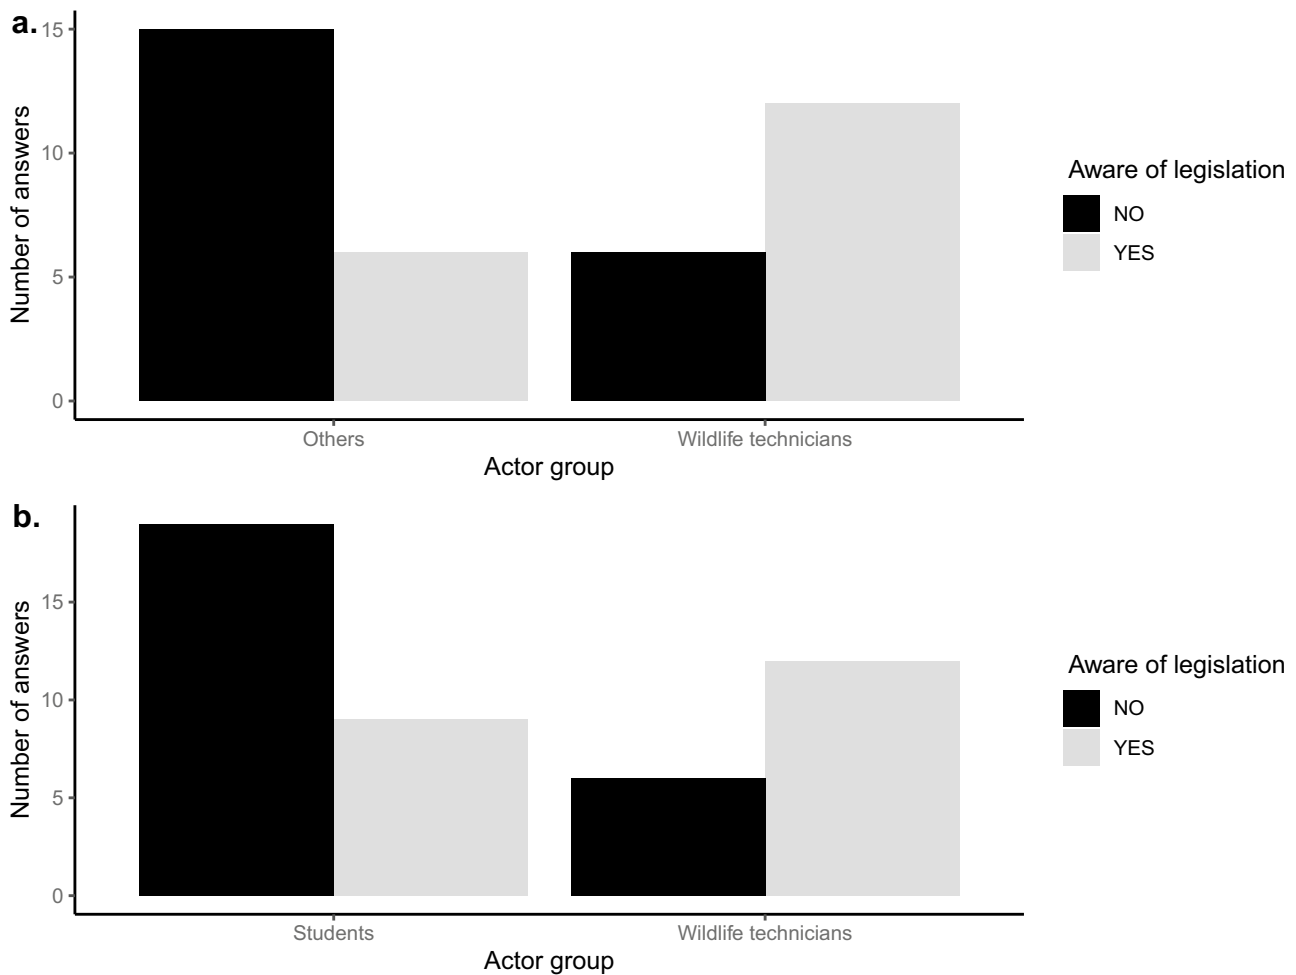 a.
15
10
5
0
Number of answers
Others
Wildlife technicians
Actor group
Aware of legislation
NO
YES
b.
15
10
5
0
Number of answers
Students
Wildlife technicians
Actor group
Aware of legislation
NO
YES